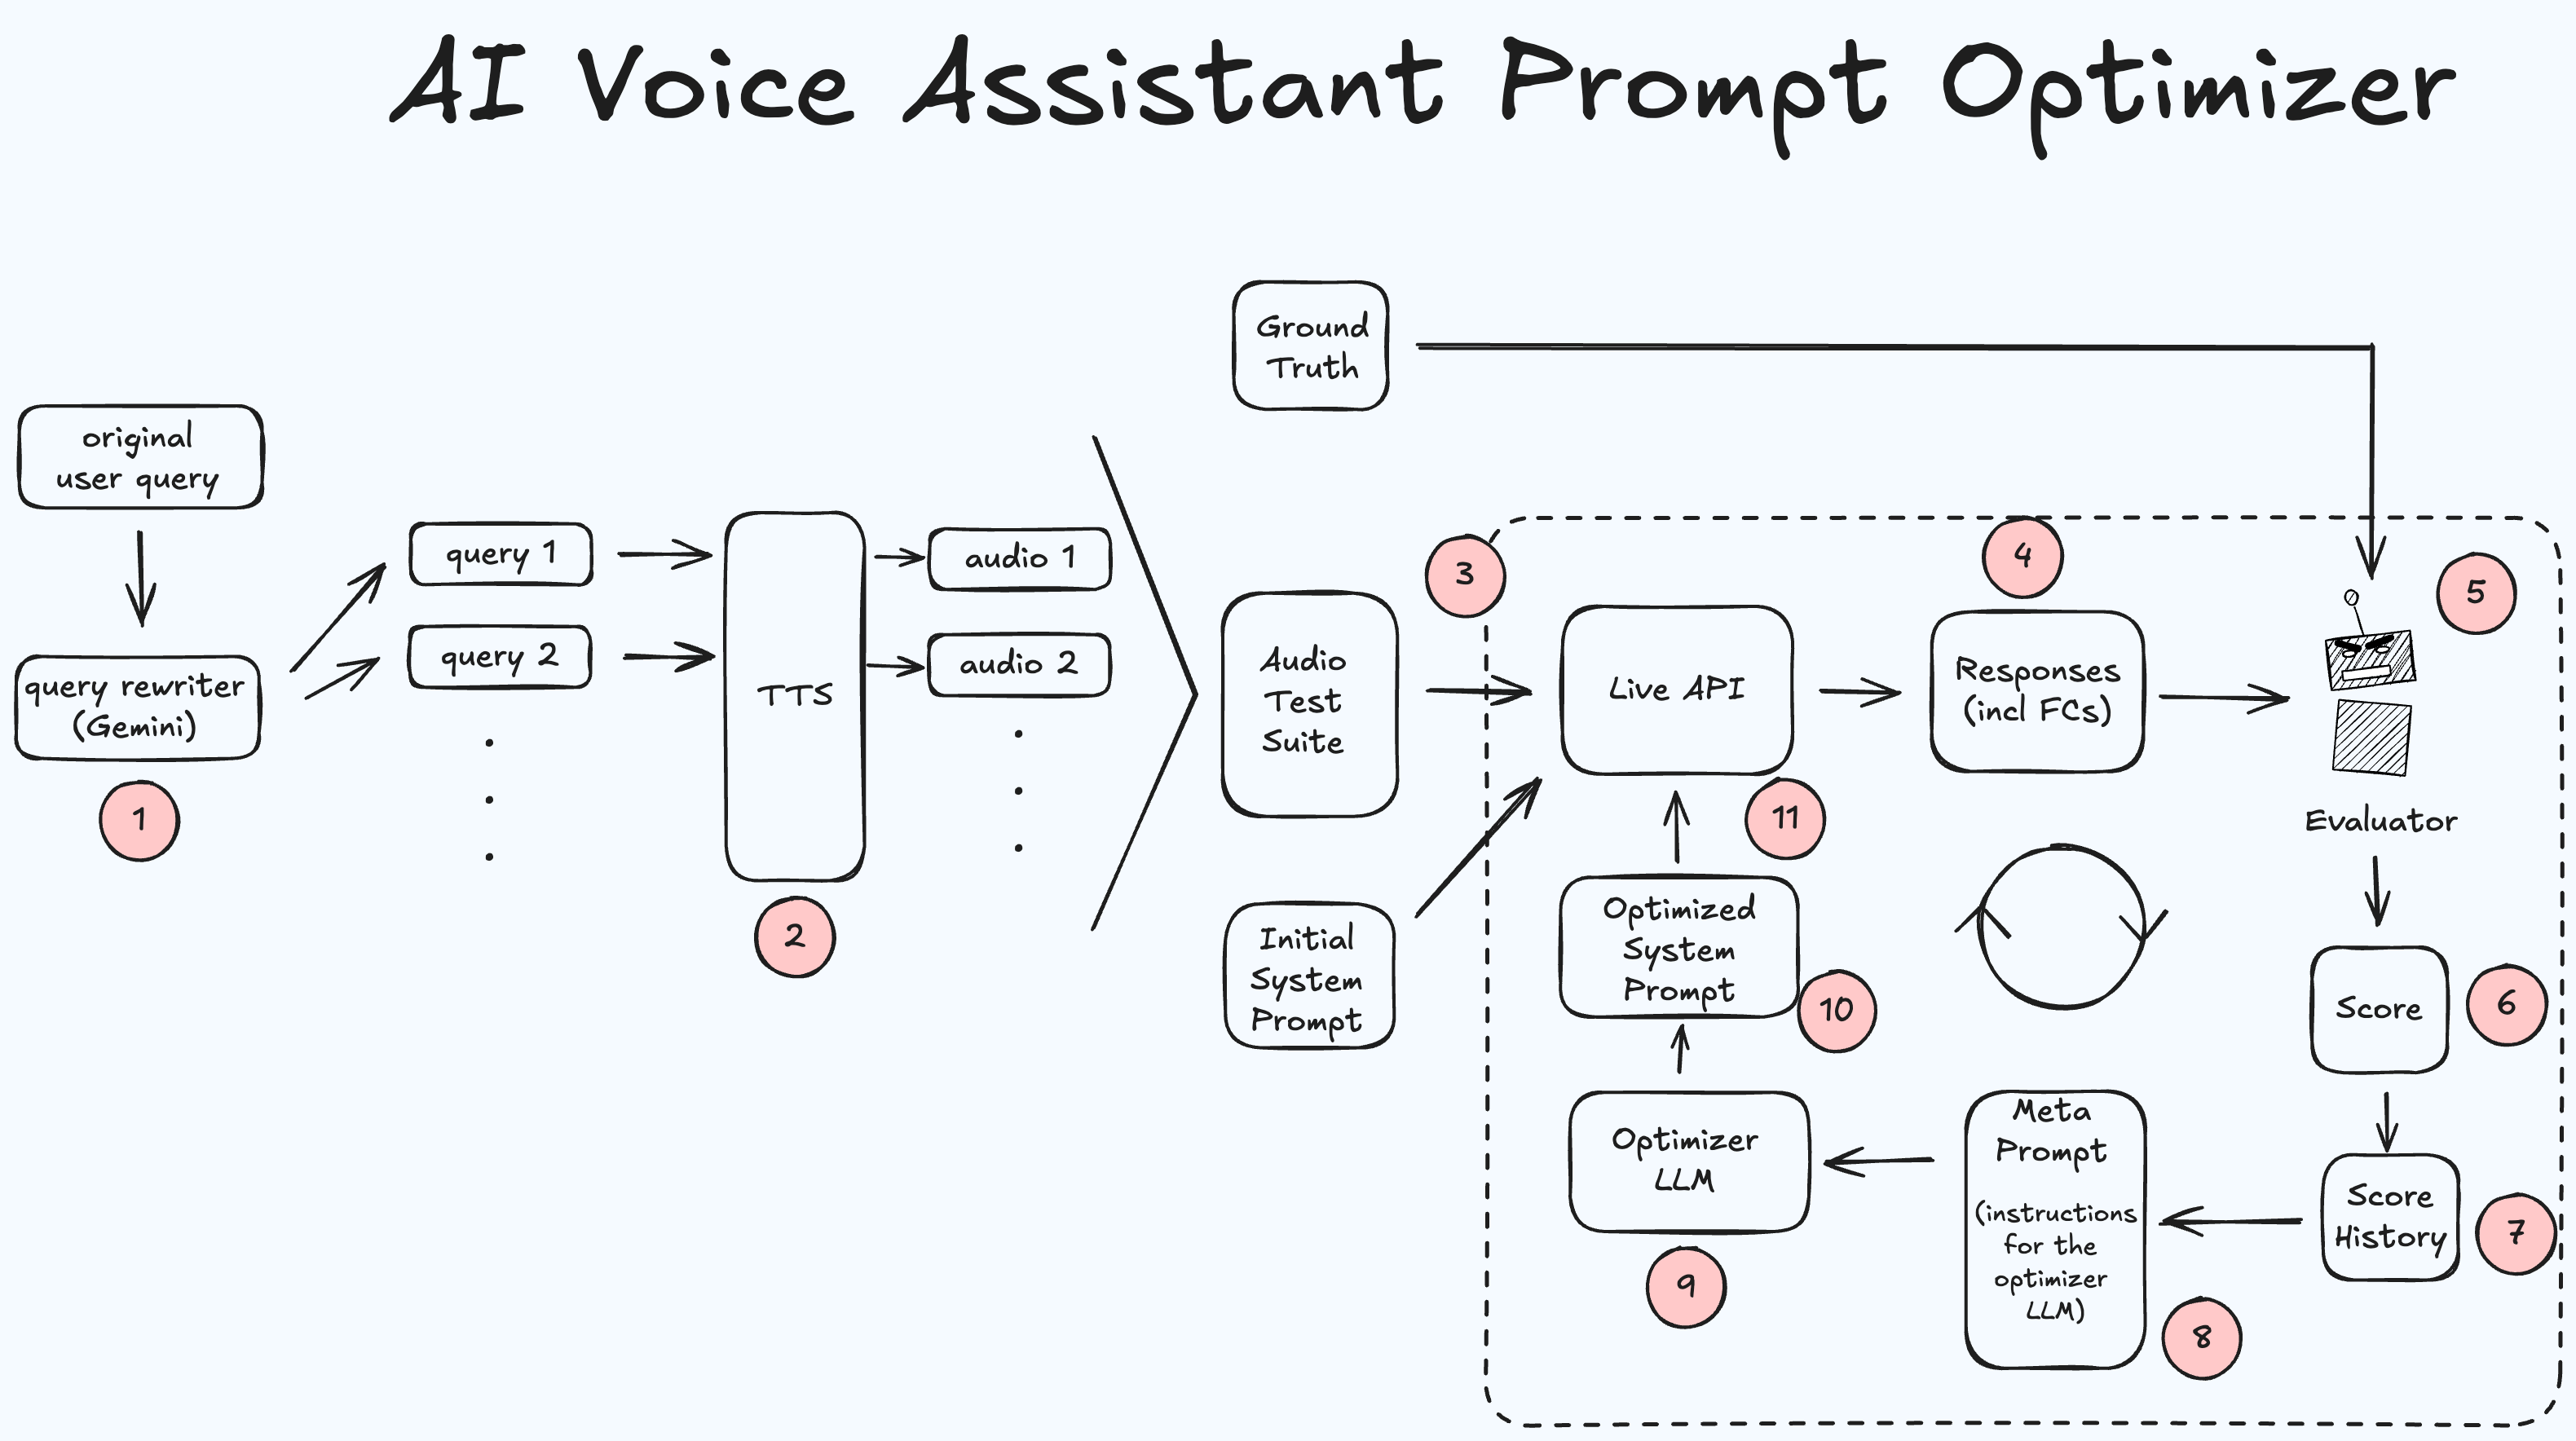 AI Voice Assistant Prompt Optimizer
Ground
Truth
original
user query
query rewriter
(Gemini)
1
query 1
query 2
TTS
2
audio 1
audio 2
Audio
Test
Suite
Initial
System
Prompt
3
Live API
11
4
Responses
(incl FCs)
5
Evaluator
Score
6
Score
History
7
Meta
Prompt
(instructions
for the
optimizer
LLM)
8
Optimizer
LLM
9
Optimized
System
Prompt
10